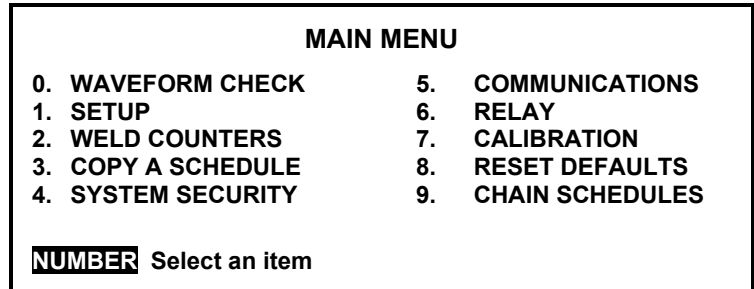 MAIN MENU
0. WAVEFORM CHECK 5. COMMUNICATIONS
1. SETUP 6. RELAY
2. WELD COUNTERS 7. CALIBRATION
3. COPY A SCHEDULE 8. RESET DEFAULTS
4. SYSTEM SECURITY 9. CHAIN SCHEDULES
NUMBER Select an item